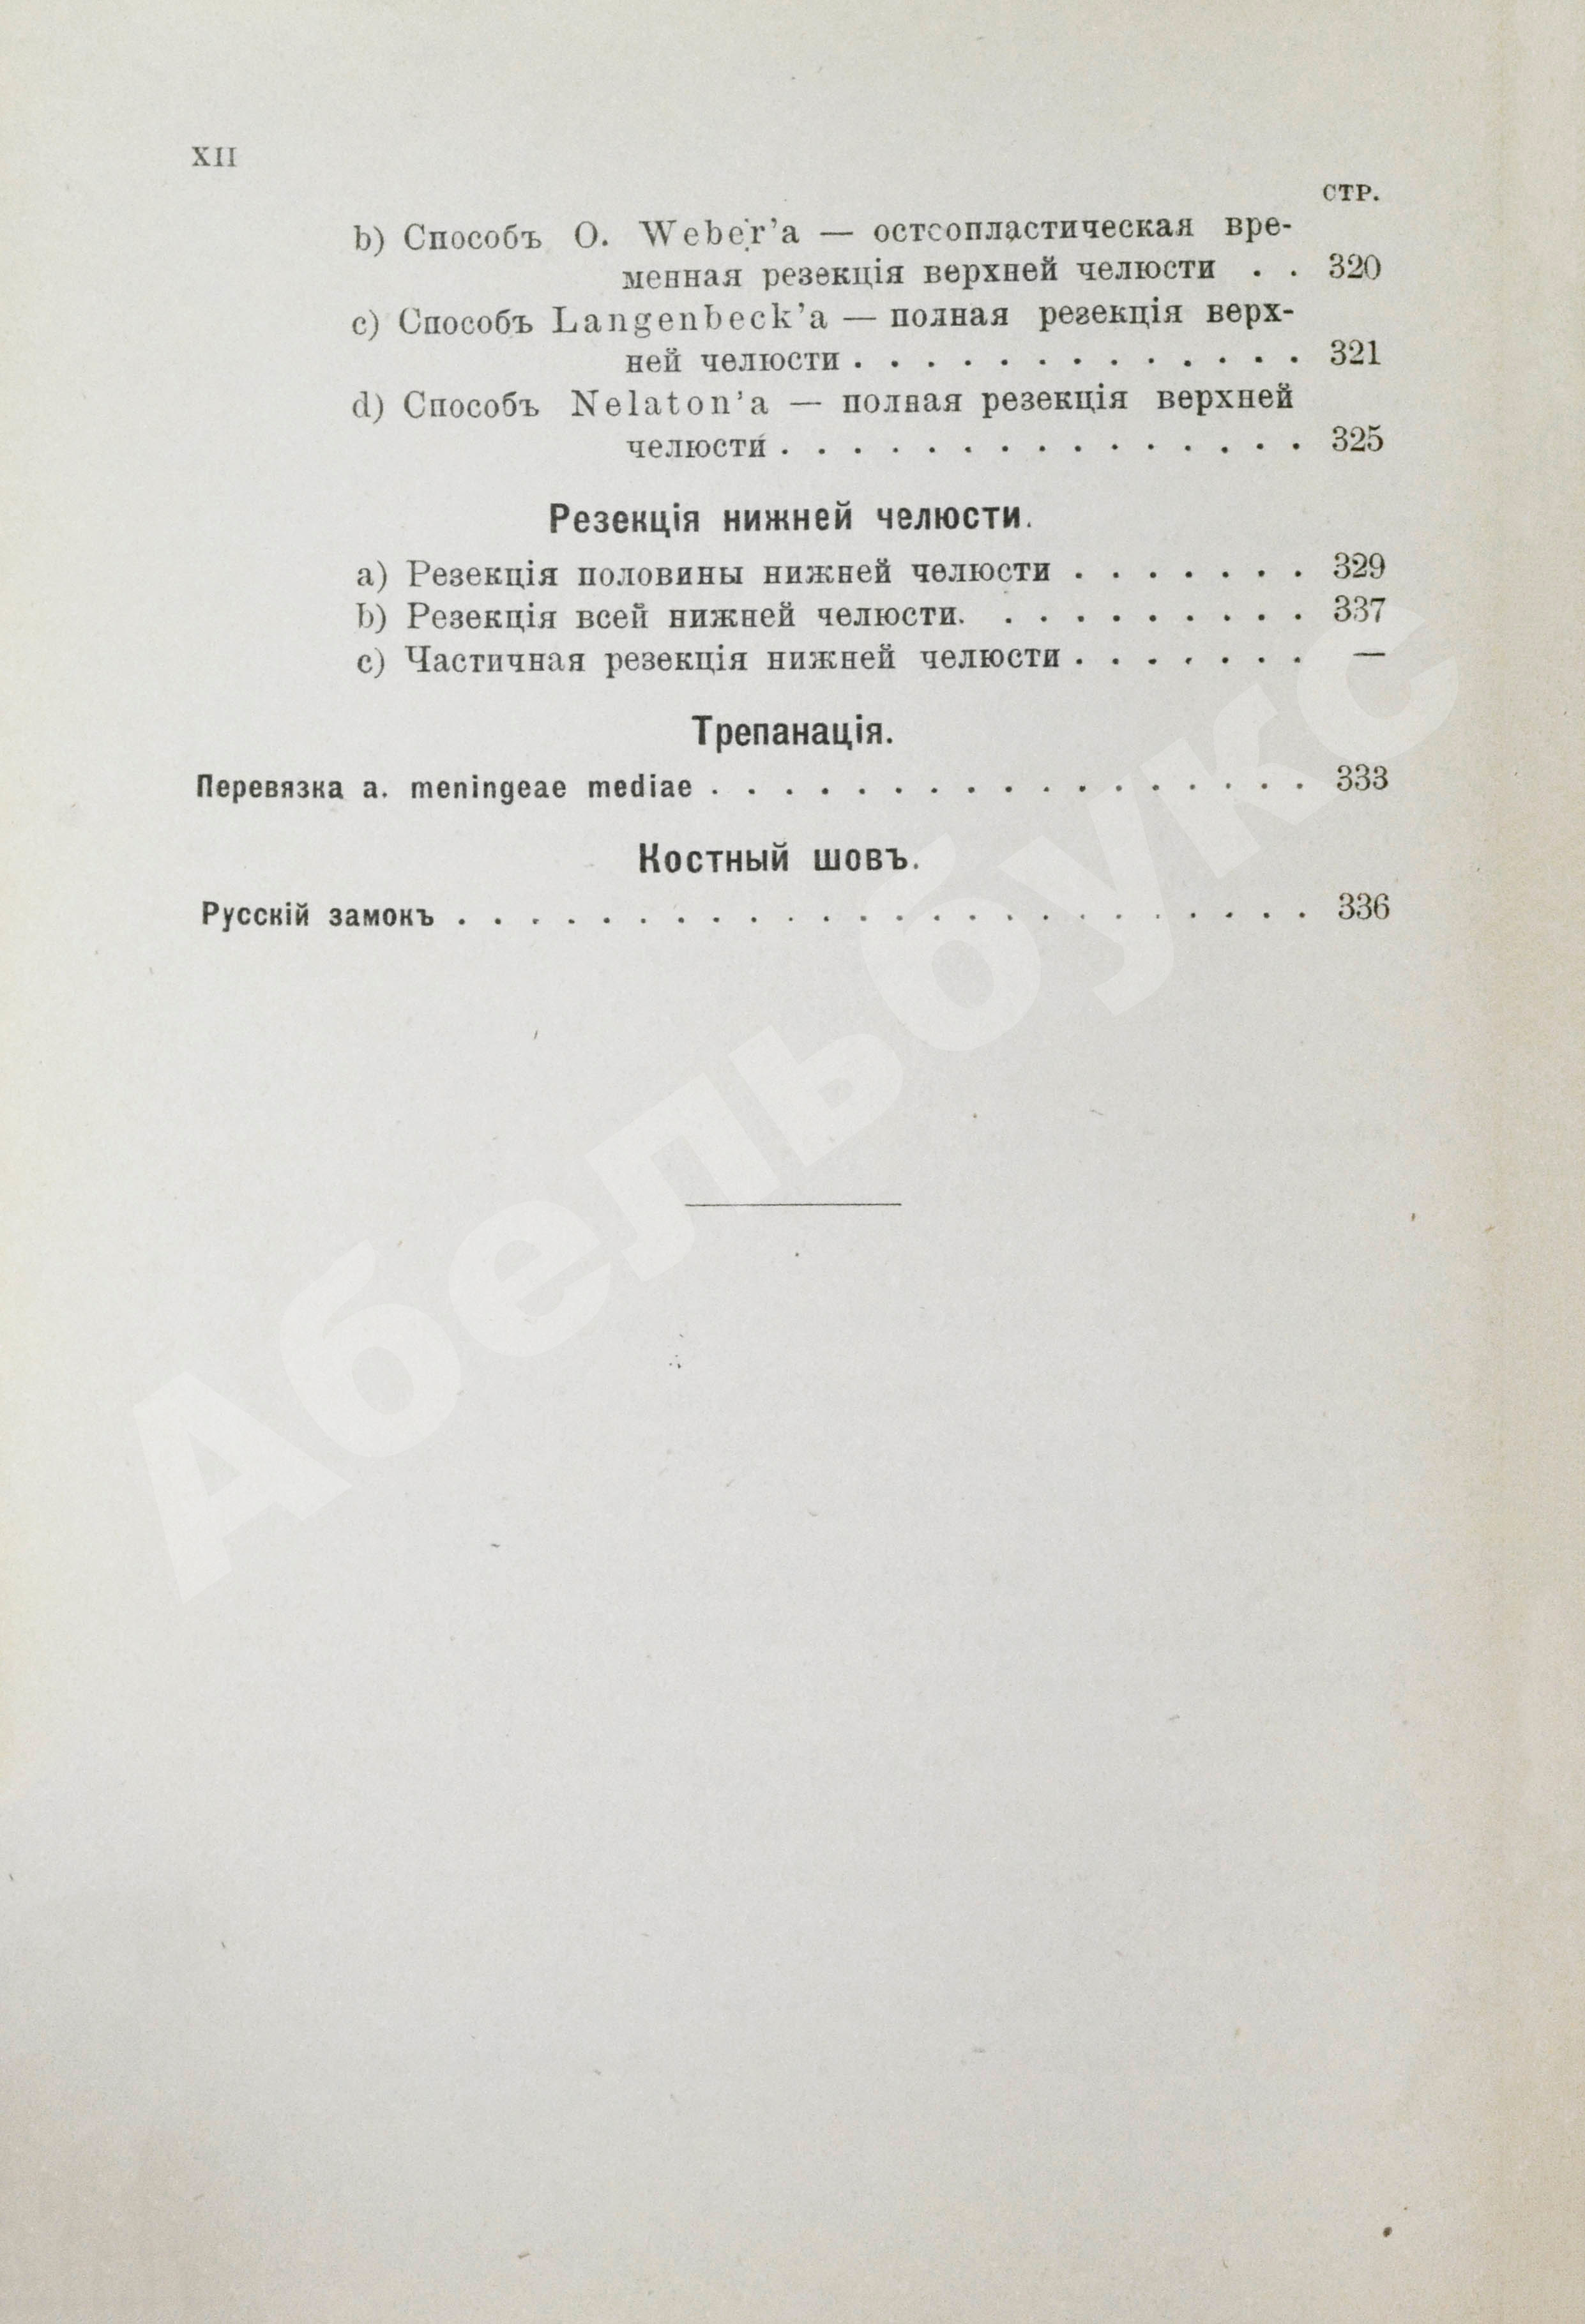 XII
СТР.
b) Способъ O. Weber’a — остеопластическая вре-
менная резекція верхней челюсти . . 320
c) Способъ Langenbeck’a — полная резекція верх-
ней челюсти . . . . . . . . . . . . . 321
d) Способъ Nelaton’a — полная резекція верхней
челюсти . . . . . . . . . . . . . . . 325
Резекція нижней челюсти.
a) Резекція половины нижней челюсти . . . . . . . 329
b) Резекція всей нижней челюсти. . . . . . . . . . 337
c) Частичная резекція нижней челюсти . . . . . . . —
Трепанація.
Перевязка a. meningeae mediae . . . . . . . . . . . . . . . . . 333
Костный шовъ.
Русскій замокъ . . . . . . . . . . . . . . . . . . . . . . . . 336
Абельбукс